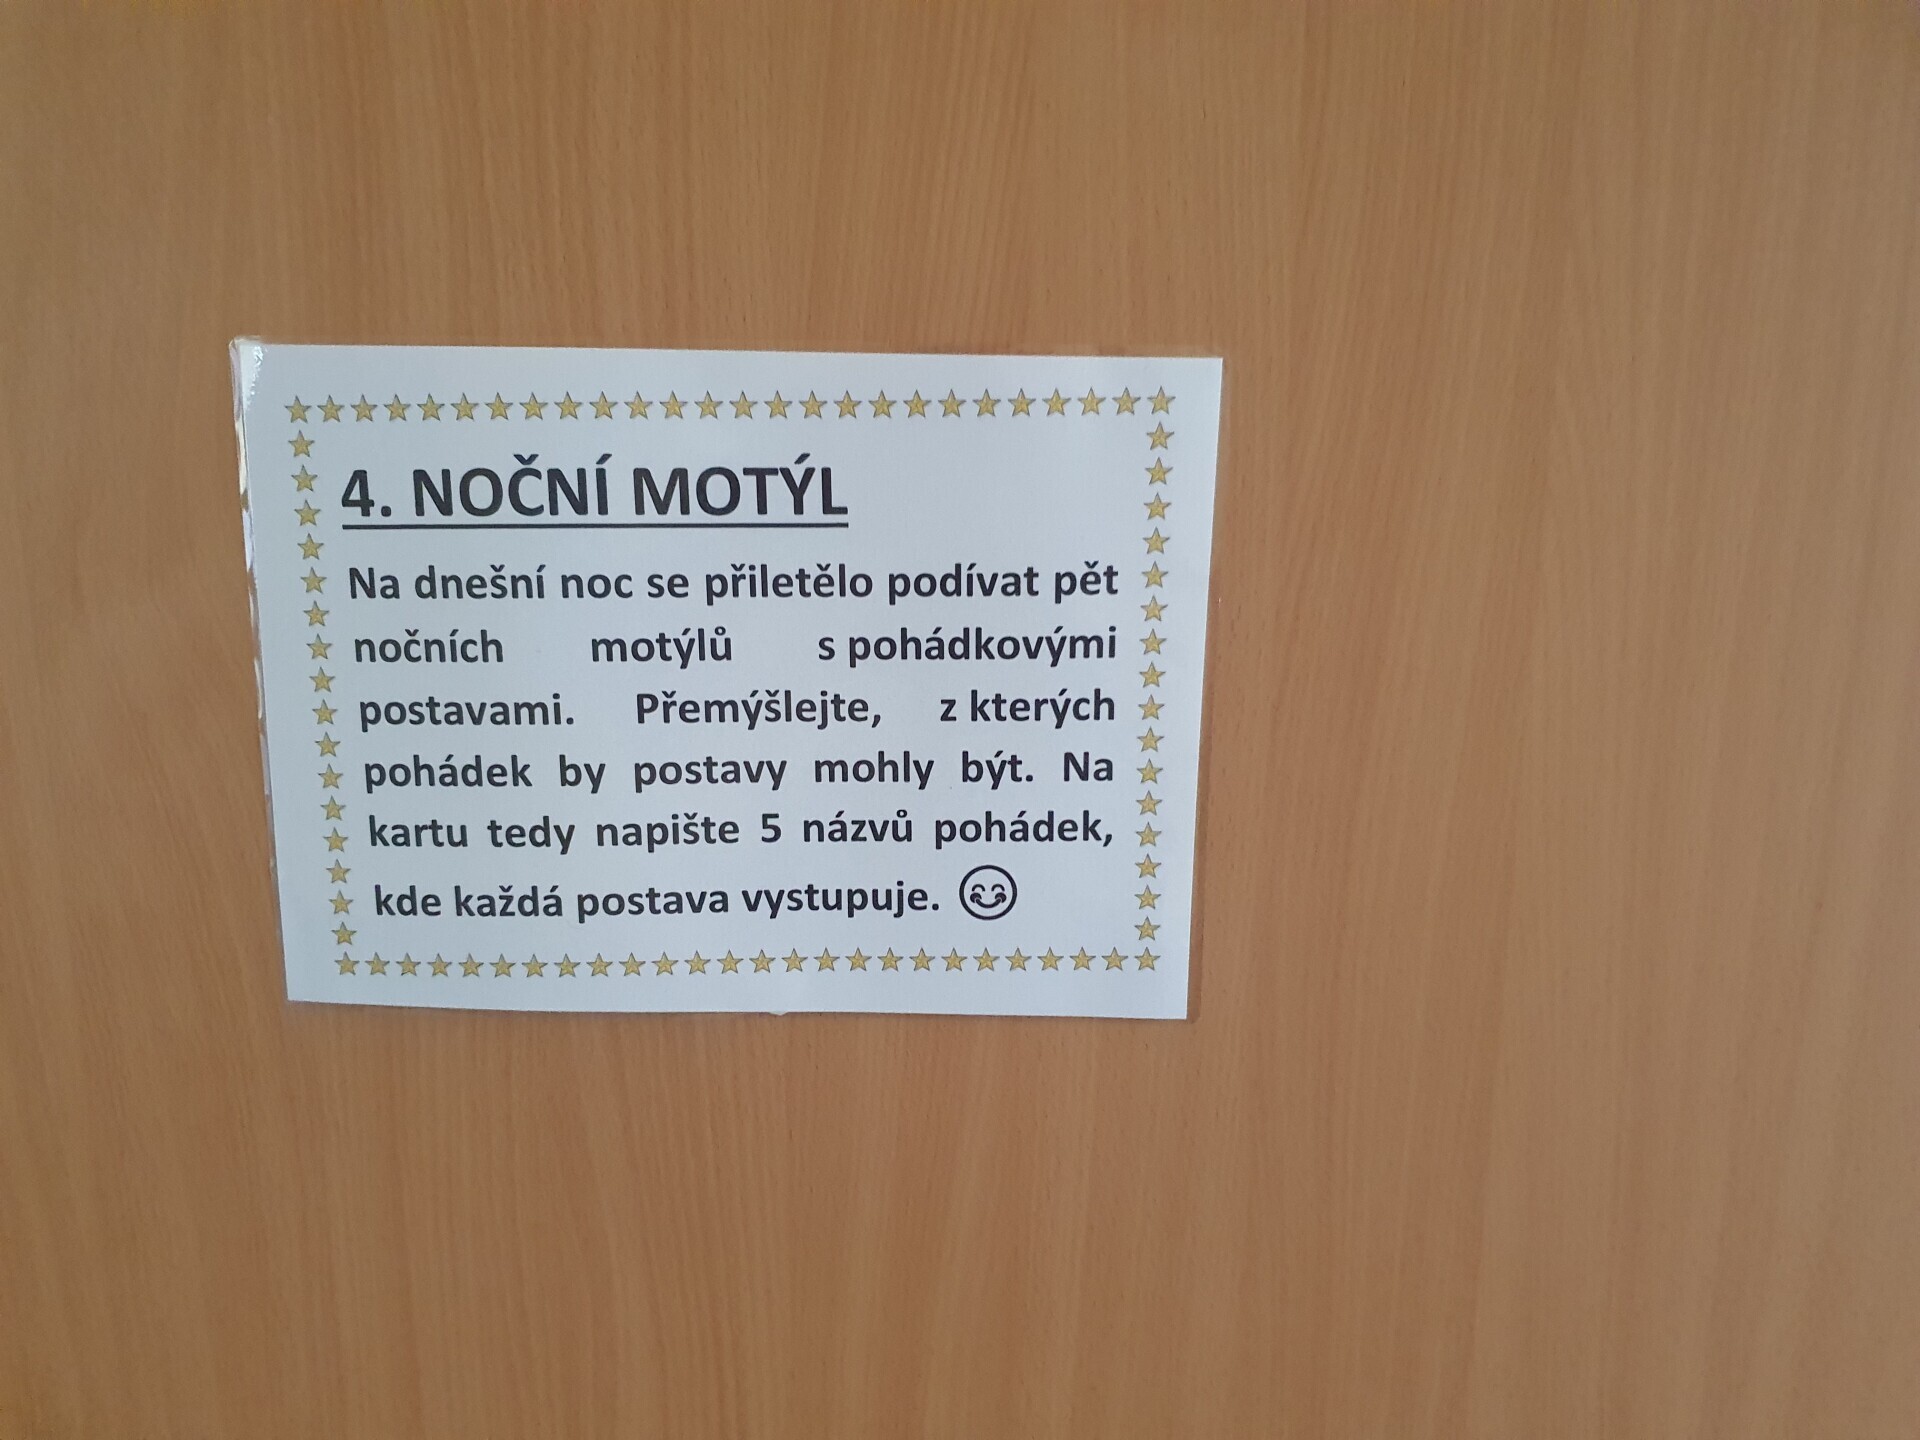 4. NOČNÍ MOTÝL
Na dnešní noc se přiletělo podívat pět
nočních motýlů s pohádkovými
postavami. Přemýšlejte, z kterých
pohádek by postavy mohly být. Na
kartu tedy napište 5 názvů pohádek,
kde každá postava vystupuje. 😊